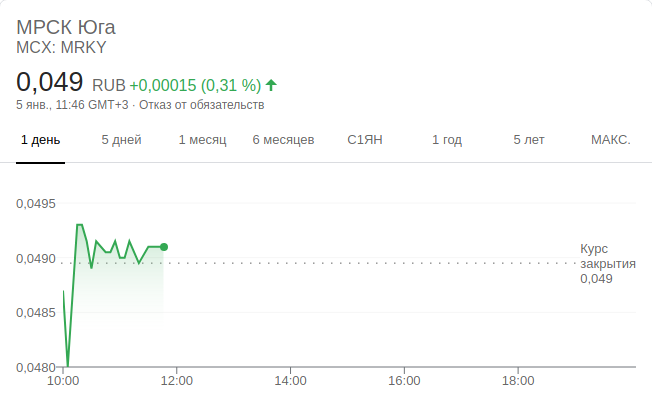 МРСК Юга
MCX: MRKY
0,049 RUB +0,00015 (0,31 %)
5 янв., 11:46 GMT+3 · Отказ от обязательств
1 день 5 дней 1 месяц 6 месяцев С1ЯН 1 год 5 лет МАКС.
0,0495
0,0490
0,0485
0,0480
Курс
закрытия
0,049
10:00 12:00 14:00 16:00 18:00